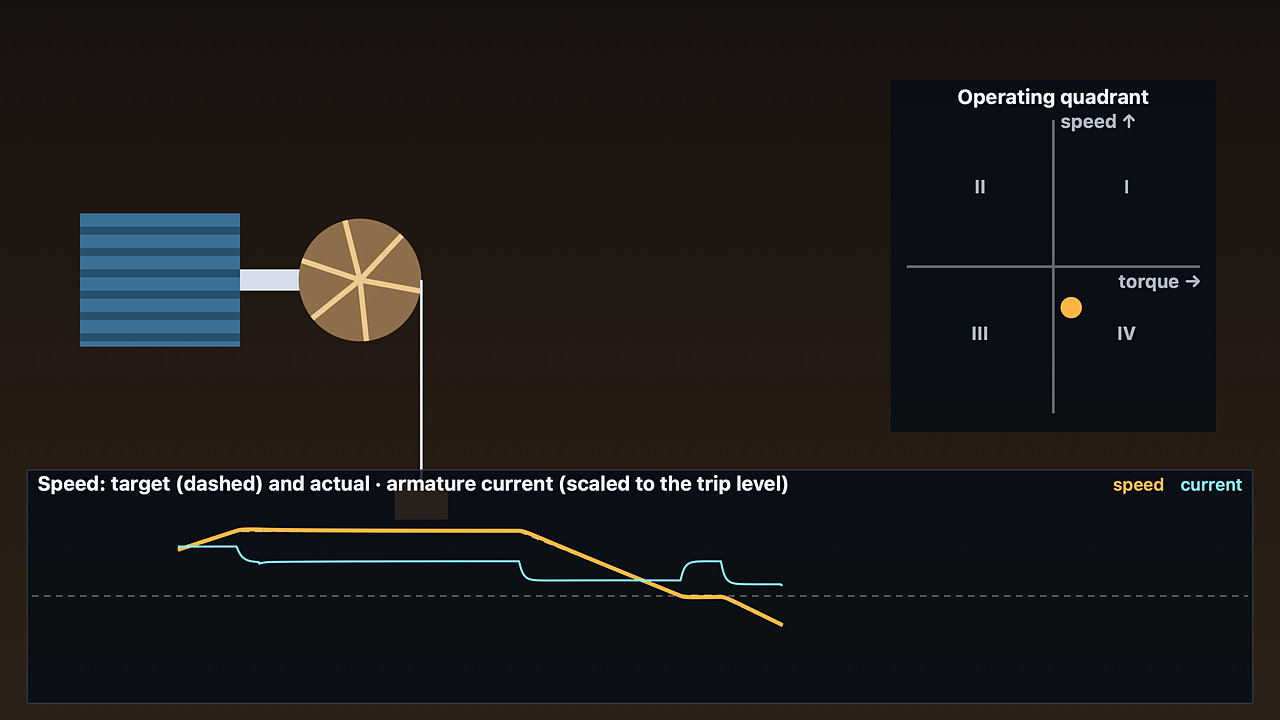 Operating quadrant
speed ↑
II
I
torque →
III
IV
Speed: target (dashed) and actual · armature current (scaled to the trip level)
speed current